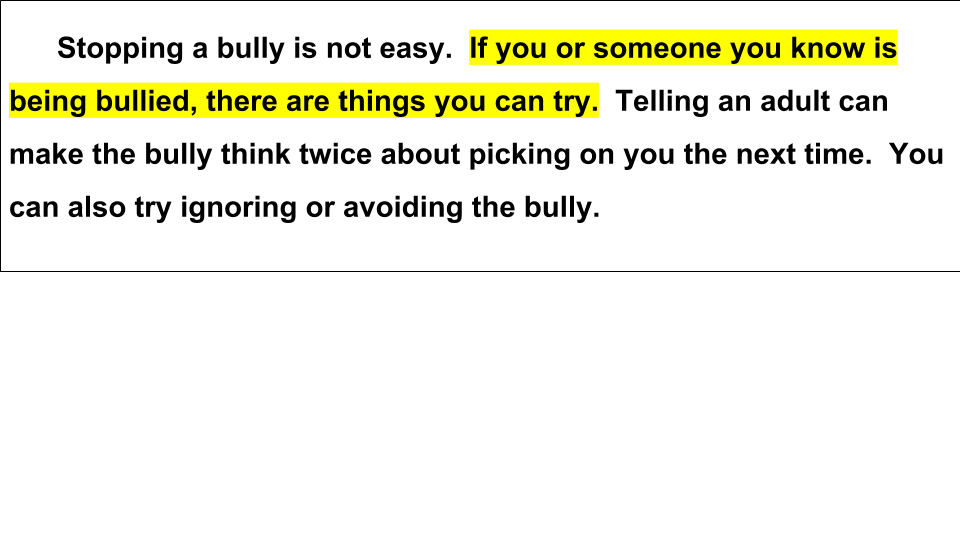 Stopping a bully is not easy.  If you or someone you know is
being bullied, there are things you can try.  Telling an adult can
make the bully think twice about picking on you the next time.  You
can also try ignoring or avoiding the bully.